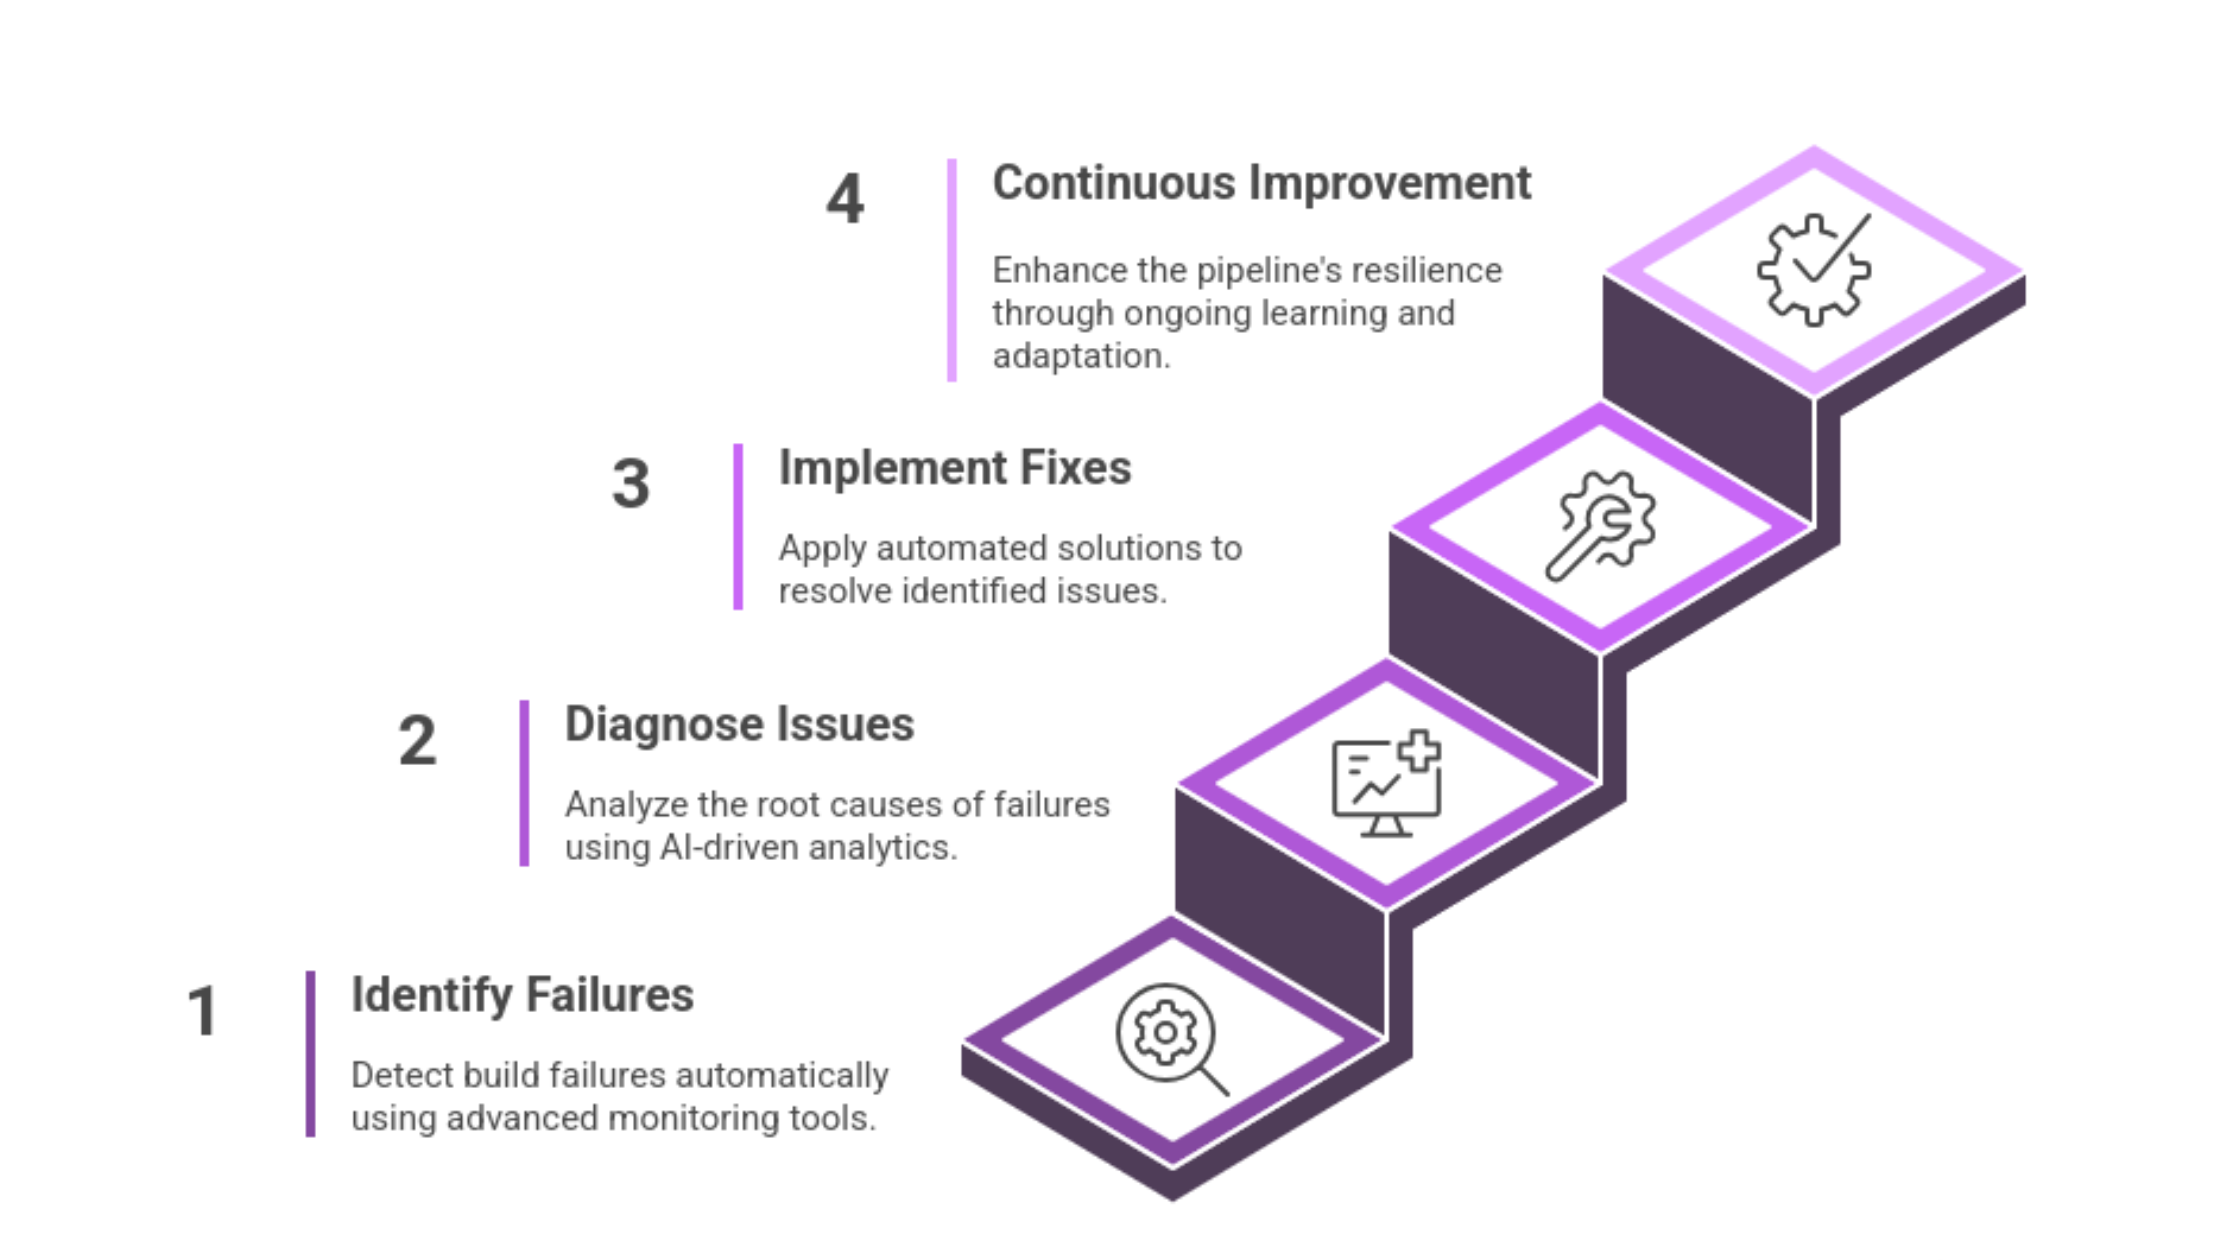 4
Continuous Improvement
Enhance the pipeline's resilience
through ongoing learning and
adaptation.
3
Implement Fixes
Apply automated solutions to
resolve identified issues.
2
Diagnose Issues
Analyze the root causes of failures
using AI-driven analytics.
1
Identify Failures
Detect build failures automatically
using advanced monitoring tools.